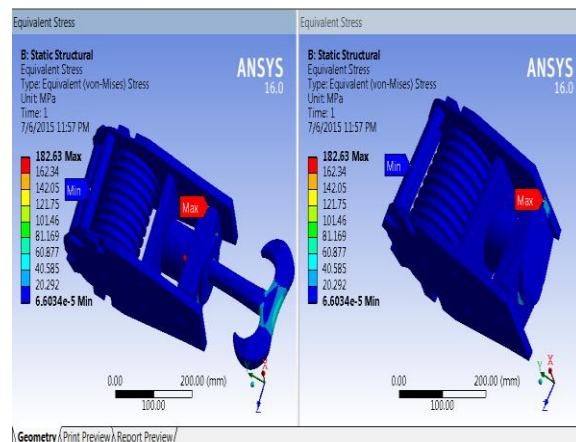 Equivalent Stress
B: Static Structural
Equivalent Stress
Type: Equivalent (von-Mises) Stress
Unit: MPa
Time: 1
7/6/2015 11:57 PM
ANSYS
16.0
182.63 Max
162.34
142.05
121.75
101.46
81.169
60.877
40.585
20.292
6.6034e-5 Min
Min
Max
0.00
200.00 (mm)
100.00
X
Z
Equivalent Stress
B: Static Structural
Equivalent Stress
Type: Equivalent (von-Mises) Stress
Unit: MPa
Time: 1
7/6/2015 11:57 PM
ANSYS
16.0
182.63 Max
162.34
142.05
121.75
101.46
81.169
60.877
40.585
20.292
6.6034e-5 Min
Min
Max
0.00
200.00 (mm)
100.00
Y
X
Z
Geometry Print Preview Report Preview